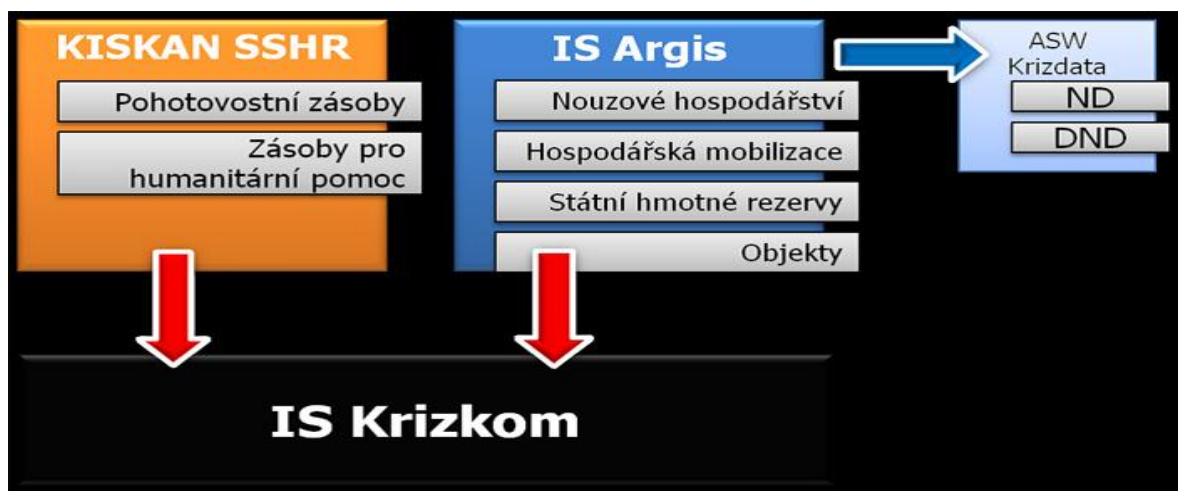 KISKAN SSHR
Pohotovostní zásoby
Zásoby pro
humanitární pomoc
IS Argis
Nouzové hospodářství
Hospodářská mobilizace
Státní hmotné rezervy
Objekty
ASW
Krizdata
ND
DND
IS Krizkom